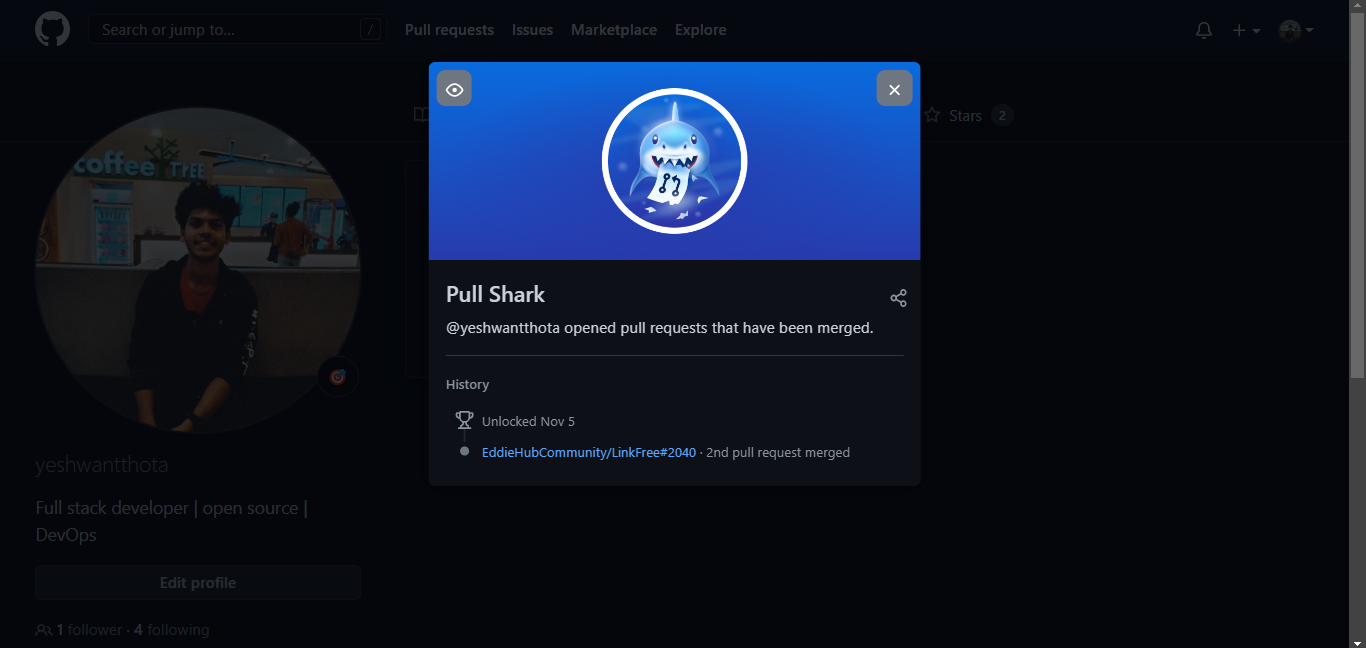 Search or jump to...
/
Pull requests
Issues
Marketplace
Explore
Stars 2
coffee TREE
Pull Shark
@yeshwantthota opened pull requests that have been merged.
History
Unlocked Nov 5
EddieHubCommunity/LinkFree#2040 · 2nd pull request merged
yeshwantthota
Full stack developer | open source |
DevOps
Edit profile
1 follower · 4 following